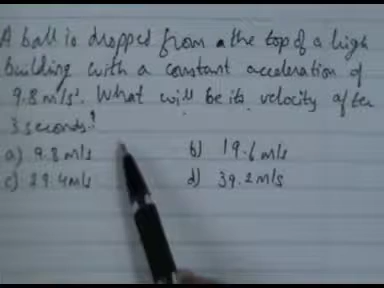 A ball is dropped from a the top of a high
building with a constant acceleration of
9.8 m/s². What will be its velocity after
3 seconds?
a) 9.8 m/s b) 19.6 m/s
c) 29.4 m/s d) 39.2 m/s